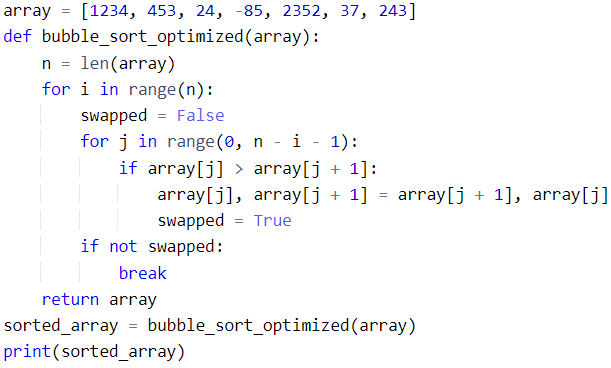 array = [1234, 453, 24, -85, 2352, 37, 243]
def bubble_sort_optimized(array):
    n = len(array)
    for i in range(n):
        swapped = False
        for j in range(0, n - i - 1):
            if array[j] > array[j + 1]:
                array[j], array[j + 1] = array[j + 1], array[j]
                swapped = True
        if not swapped:
            break
    return array
sorted_array = bubble_sort_optimized(array)
print(sorted_array)